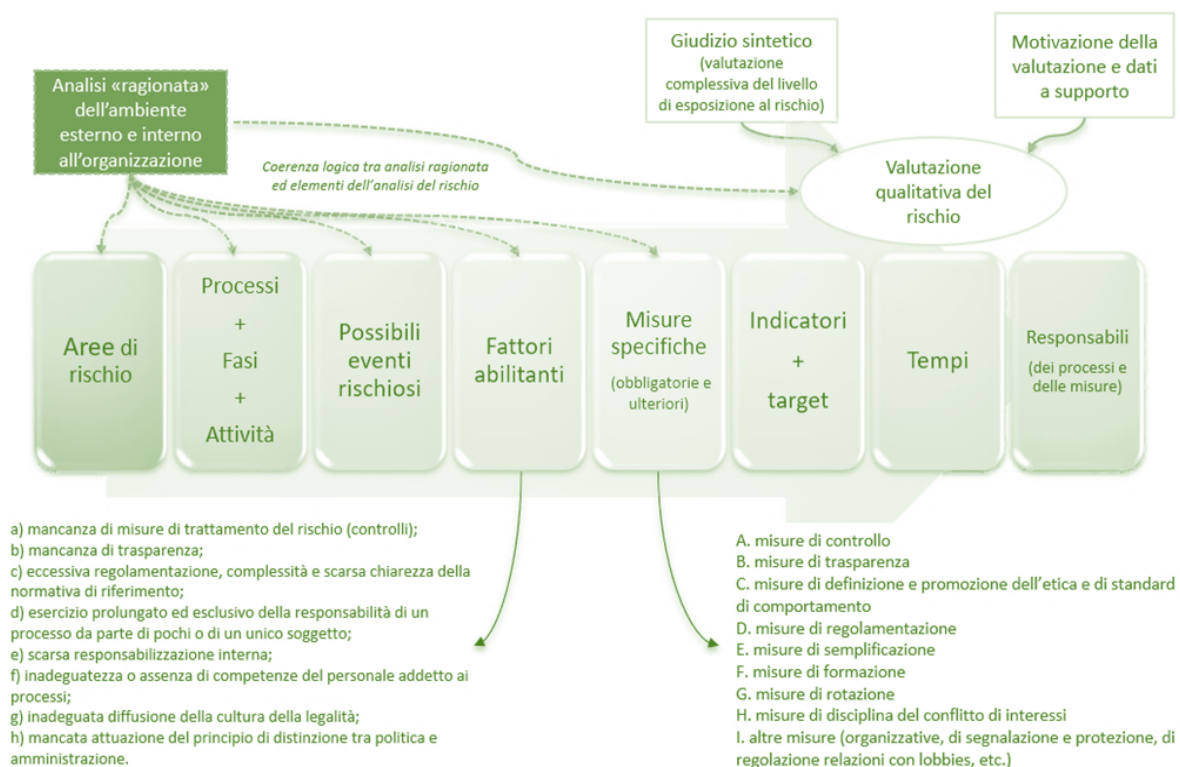 Giudizio sintetico
(valutazione
complessiva del livello
di esposizione al rischio)
Motivazione della
valutazione e dati
a supporto
Analisi «ragionata»
dell'ambiente
esterno e interno
all'organizzazione
Coerenza logica tra analisi ragionata
ed elementi dell'analisi del rischio
Valutazione
qualitativa del
rischio
Aree di
rischio
Processi
+
Fasi
+
Attività
Possibili
eventi
rischiosi
Fattori
abilitanti
Misure
specifiche
(obbligatorie e
ulteriori)
Indicatori
+
target
Tempi
Responsabili
(dei processi e
delle misure)
a) mancanza di misure di trattamento del rischio (controlli);
b) mancanza di trasparenza;
c) eccessiva regolamentazione, complessità e scarsa chiarezza della
normativa di riferimento;
d) esercizio prolungato ed esclusivo della responsabilità di un
processo da parte di pochi o di un unico soggetto;
e) scarsa responsabilizzazione interna;
f) inadeguatezza o assenza di competenze del personale addetto ai
processi;
g) inadeguata diffusione della cultura della legalità;
h) mancata attuazione del principio di distinzione tra politica e
amministrazione.
A. misure di controllo
B. misure di trasparenza
C. misure di definizione e promozione dell'etica e di standard
di comportamento
D. misure di regolamentazione
E. misure di semplificazione
F. misure di formazione
G. misure di rotazione
H. misure di disciplina del conflitto di interessi
I. altre misure (organizzative, di segnalazione e protezione, di
regolazione relazioni con lobbies, etc.)